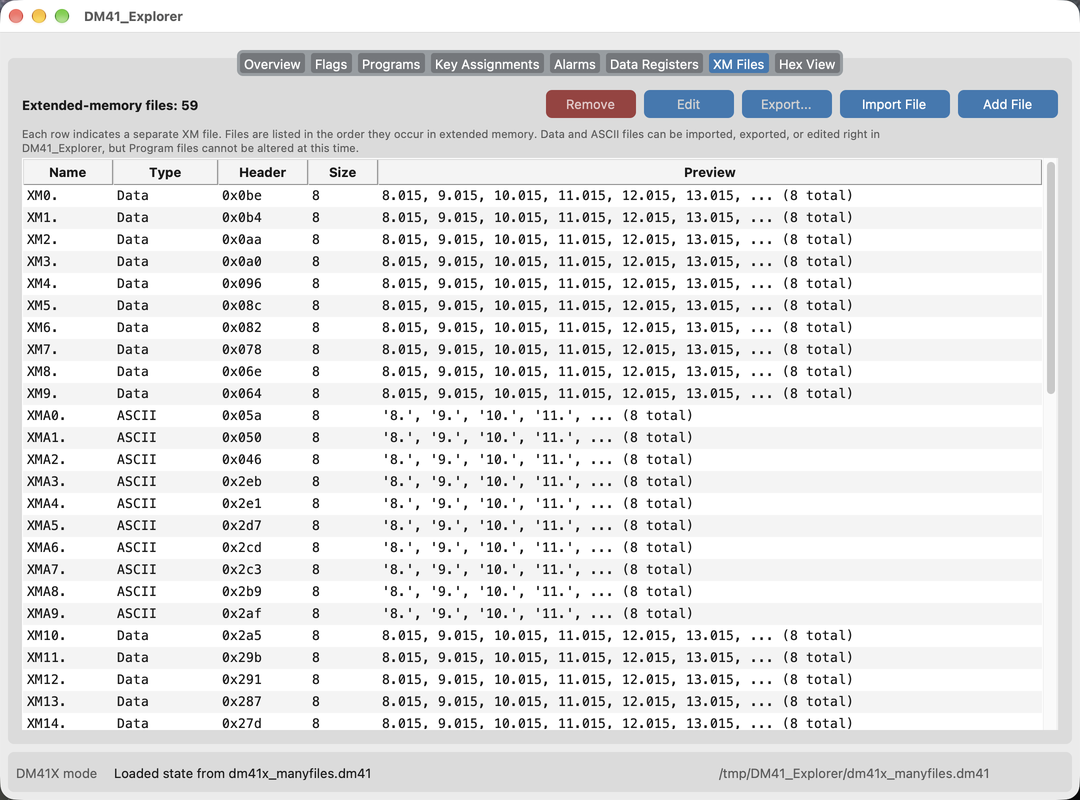 DM41_Explorer
Overview Flags Programs Key Assignments Alarms Data Registers XM Files Hex View
Extended-memory files: 59 Remove Edit Export... Import File Add File
Each row indicates a separate XM file. Files are listed in the order they occur in extended memory. Data and ASCII files can be imported, exported, or edited right in
DM41_Explorer, but Program files cannot be altered at this time.
Name Type Header Size Preview
XM0. Data 0x0be 8 8.015, 9.015, 10.015, 11.015, 12.015, 13.015, ... (8 total)
XM1. Data 0x0b4 8 8.015, 9.015, 10.015, 11.015, 12.015, 13.015, ... (8 total)
XM2. Data 0x0aa 8 8.015, 9.015, 10.015, 11.015, 12.015, 13.015, ... (8 total)
XM3. Data 0x0a0 8 8.015, 9.015, 10.015, 11.015, 12.015, 13.015, ... (8 total)
XM4. Data 0x096 8 8.015, 9.015, 10.015, 11.015, 12.015, 13.015, ... (8 total)
XM5. Data 0x08c 8 8.015, 9.015, 10.015, 11.015, 12.015, 13.015, ... (8 total)
XM6. Data 0x082 8 8.015, 9.015, 10.015, 11.015, 12.015, 13.015, ... (8 total)
XM7. Data 0x078 8 8.015, 9.015, 10.015, 11.015, 12.015, 13.015, ... (8 total)
XM8. Data 0x06e 8 8.015, 9.015, 10.015, 11.015, 12.015, 13.015, ... (8 total)
XM9. Data 0x064 8 8.015, 9.015, 10.015, 11.015, 12.015, 13.015, ... (8 total)
XMA0. ASCII 0x05a 8 '8.', '9.', '10.', '11.', ... (8 total)
XMA1. ASCII 0x050 8 '8.', '9.', '10.', '11.', ... (8 total)
XMA2. ASCII 0x046 8 '8.', '9.', '10.', '11.', ... (8 total)
XMA3. ASCII 0x2eb 8 '8.', '9.', '10.', '11.', ... (8 total)
XMA4. ASCII 0x2e1 8 '8.', '9.', '10.', '11.', ... (8 total)
XMA5. ASCII 0x2d7 8 '8.', '9.', '10.', '11.', ... (8 total)
XMA6. ASCII 0x2cd 8 '8.', '9.', '10.', '11.', ... (8 total)
XMA7. ASCII 0x2c3 8 '8.', '9.', '10.', '11.', ... (8 total)
XMA8. ASCII 0x2b9 8 '8.', '9.', '10.', '11.', ... (8 total)
XMA9. ASCII 0x2af 8 '8.', '9.', '10.', '11.', ... (8 total)
XM10. Data 0x2a5 8 8.015, 9.015, 10.015, 11.015, 12.015, 13.015, ... (8 total)
XM11. Data 0x29b 8 8.015, 9.015, 10.015, 11.015, 12.015, 13.015, ... (8 total)
XM12. Data 0x291 8 8.015, 9.015, 10.015, 11.015, 12.015, 13.015, ... (8 total)
XM13. Data 0x287 8 8.015, 9.015, 10.015, 11.015, 12.015, 13.015, ... (8 total)
XM14. Data 0x27d 8 8.015, 9.015, 10.015, 11.015, 12.015, 13.015, ... (8 total)
DM41X mode Loaded state from dm41x_manyfiles.dm41 /tmp/DM41_Explorer/dm41x_manyfiles.dm41